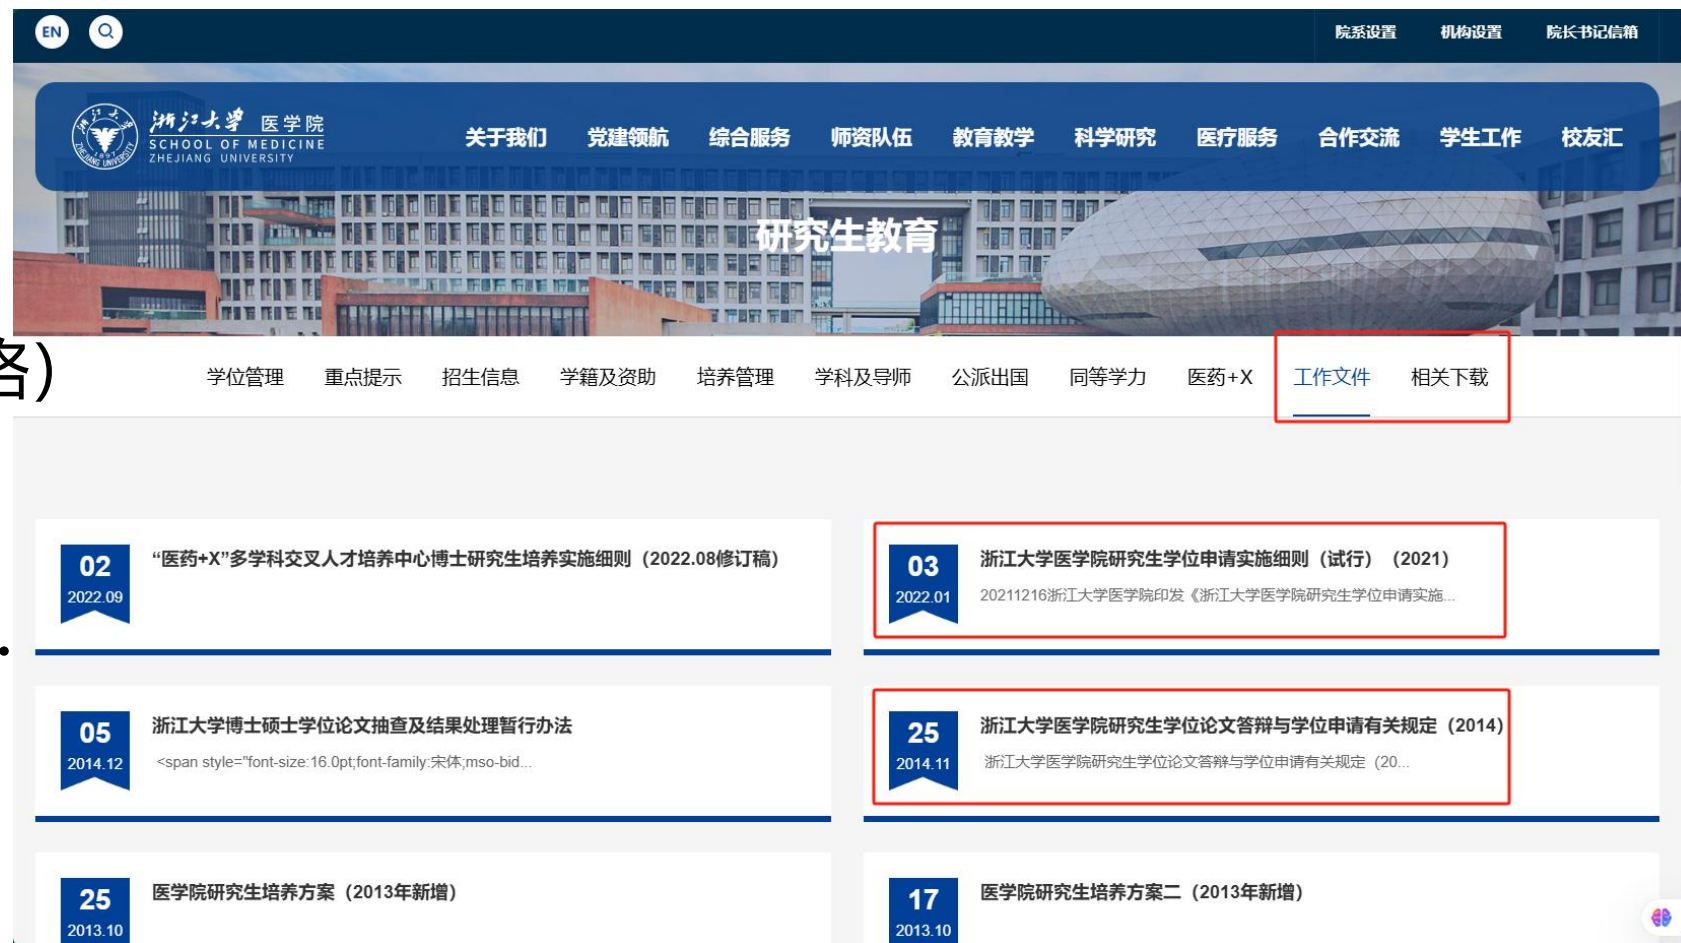 EN
院系设置 机构设置 院长书记信箱
浙江大学 医学院
SCHOOL OF MEDICINE
ZHEJIANG UNIVERSITY
关于我们 党建领航 综合服务 师资队伍 教育教学 科学研究 医疗服务 合作交流 学生工作 校友汇
研究生教育
学位管理 重点提示 招生信息 学籍及资助 培养管理 学科及导师 公派出国 同等学力 医药+X 工作文件 相关下载
02
2022.09
“医药+X”多学科交叉人才培养中心博士研究生培养实施细则（2022.08修订稿）
03
2022.01
浙江大学医学院研究生学位申请实施细则（试行）（2021）
20211216浙江大学医学院印发《浙江大学医学院研究生学位申请实施...
05
2014.12
浙江大学博士硕士学位论文抽查及结果处理暂行办法
<span style="font-size:16.0pt;font-family:宋体;mso-bid...
25
2014.11
浙江大学医学院研究生学位论文答辩与学位申请有关规定（2014）
浙江大学医学院研究生学位论文答辩与学位申请有关规定（20...
25
2013.10
医学院研究生培养方案（2013年新增）
17
2013.10
医学院研究生培养方案二（2013年新增）